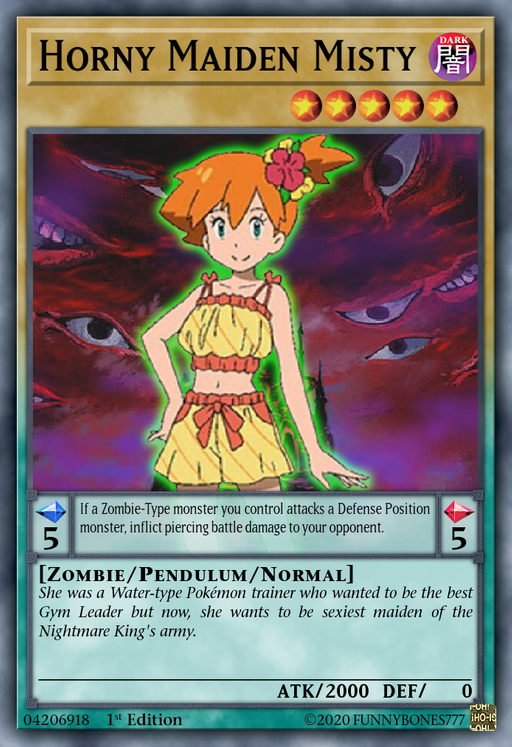 Horny Maiden Misty
DARK
闇
If a Zombie-Type monster you control attacks a Defense Position
monster, inflict piercing battle damage to your opponent.
5
5
[Zombie/Pendulum/Normal]
She was a Water-type Pokémon trainer who wanted to be the best
Gym Leader but now, she wants to be sexiest maiden of the
Nightmare King's army.
ATK/2000 DEF/ 0
04206918 1st Edition ©2020 FUNNYBONES777